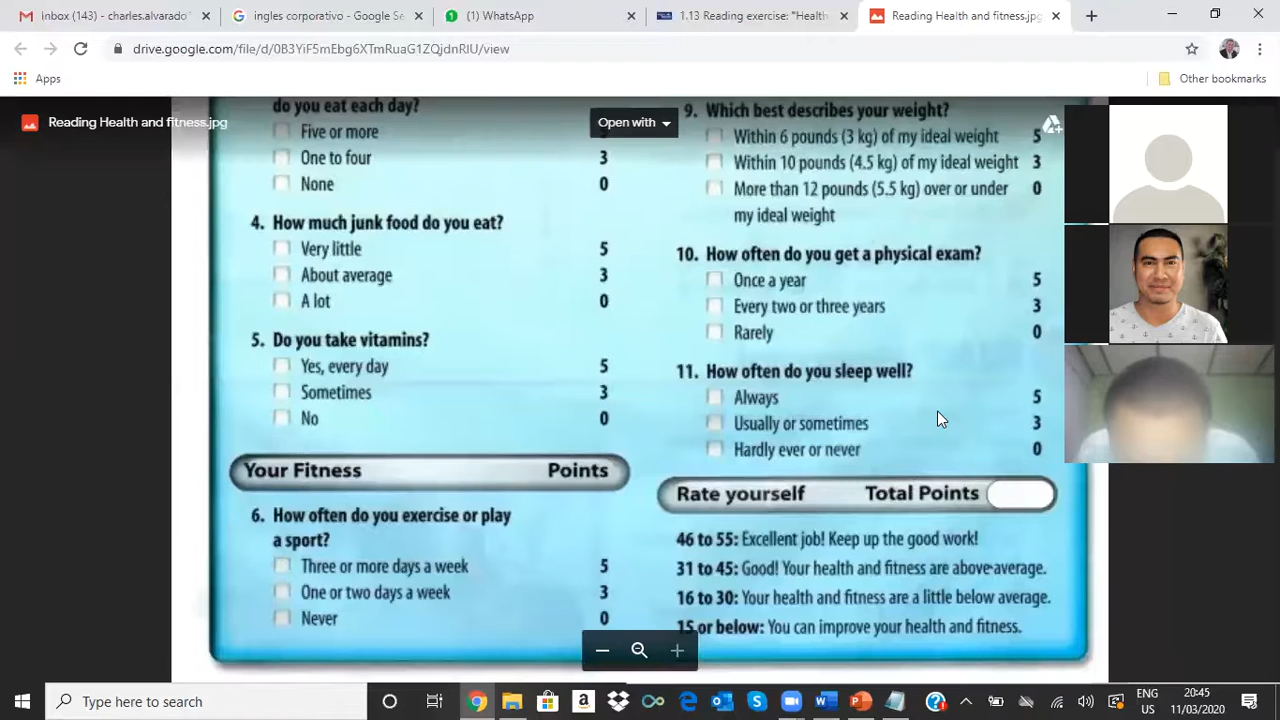 inbox (143) - charles.alvarado
ingles corporativo - Google Se
(1) WhatsApp
1.13 Reading exercise: "Health
Reading Health and fitness.jpg
drive.google.com/file/d/0B3YiF5mEbg6XTmRuaG1ZQjdnRlU/view
Apps
Other bookmarks
Reading Health and fitness.jpg
Open with
do you eat each day?
Five or more
One to four 3
None 0
4. How much junk food do you eat?
Very little 5
About average 3
A lot 0
5. Do you take vitamins?
Yes, every day 5
Sometimes 3
No 0
Your Fitness Points
6. How often do you exercise or play
a sport?
Three or more days a week 5
One or two days a week 3
Never 0
9. Which best describes your weight?
Within 6 pounds (3 kg) of my ideal weight 5
Within 10 pounds (4.5 kg) of my ideal weight 3
More than 12 pounds (5.5 kg) over or under 0
my ideal weight
10. How often do you get a physical exam?
Once a year 5
Every two or three years 3
Rarely 0
11. How often do you sleep well?
Always 5
Usually or sometimes 3
Hardly ever or never 0
Rate yourself Total Points
46 to 55: Excellent job! Keep up the good work!
31 to 45: Good! Your health and fitness are above average.
16 to 30: Your health and fitness are a little below average.
15 or below: You can improve your health and fitness.
Type here to search
ENG
US
20:45
11/03/2020